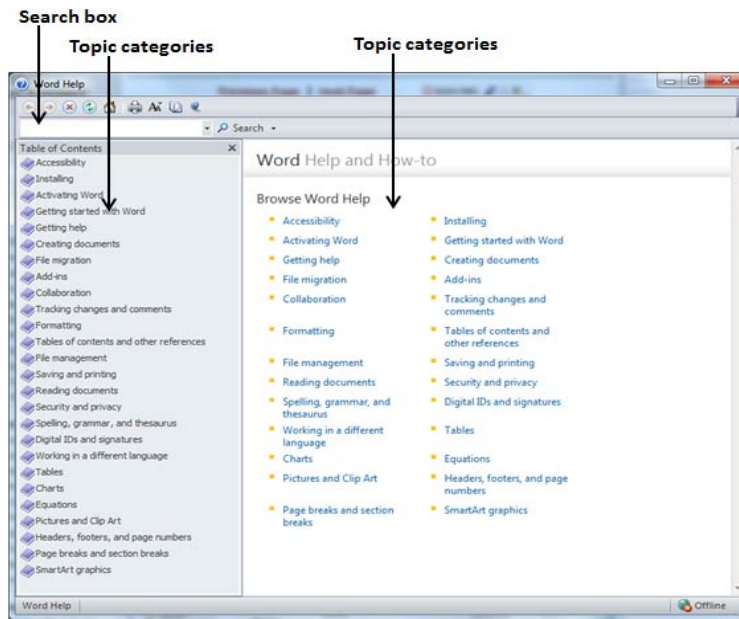 Search box
Topic categories
Topic categories
Word Help
Search
Table of Contents
Accessibility
Installing
Activating Word
Getting started with Word
Getting help
Creating documents
File migration
Add-ins
Collaboration
Tracking changes and comments
Formatting
Tables of contents and other references
File management
Saving and printing
Reading documents
Security and privacy
Spelling, grammar, and thesaurus
Digital IDs and signatures
Working in a different language
Tables
Charts
Equations
Pictures and Clip Art
Headers, footers, and page numbers
Page breaks and section breaks
SmartArt graphics
Word Help and How-to
Browse Word Help
Accessibility
Installing
Activating Word
Getting started with Word
Getting help
Creating documents
File migration
Add-ins
Collaboration
Tracking changes and
comments
Formatting
Tables of contents and
other references
File management
Saving and printing
Reading documents
Security and privacy
Spelling, grammar, and
thesaurus
Digital IDs and signatures
Working in a different
language
Tables
Charts
Equations
Pictures and Clip Art
Headers, footers, and page
numbers
Page breaks and section
breaks
SmartArt graphics
Word Help
Offline